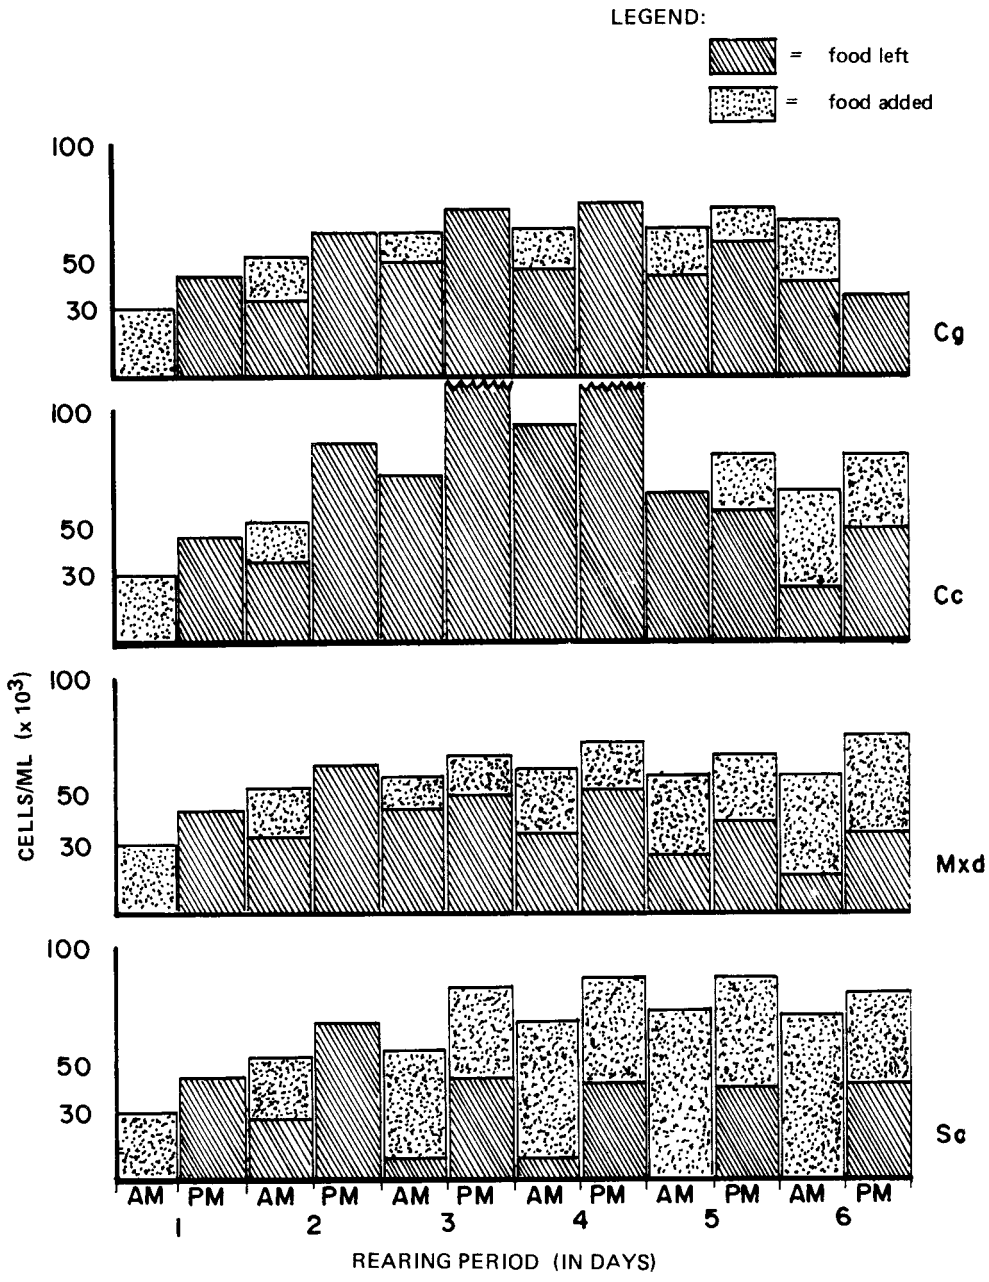 LEGEND:
= food left
= food added
100
50
30
Cg
100
50
30
Cc
CELLS/ML (x 10³)
100
50
30
Mxd
100
50
30
Sc
AM PM AM PM AM PM AM PM AM PM AM PM
1 2 3 4 5 6
REARING PERIOD (IN DAYS)